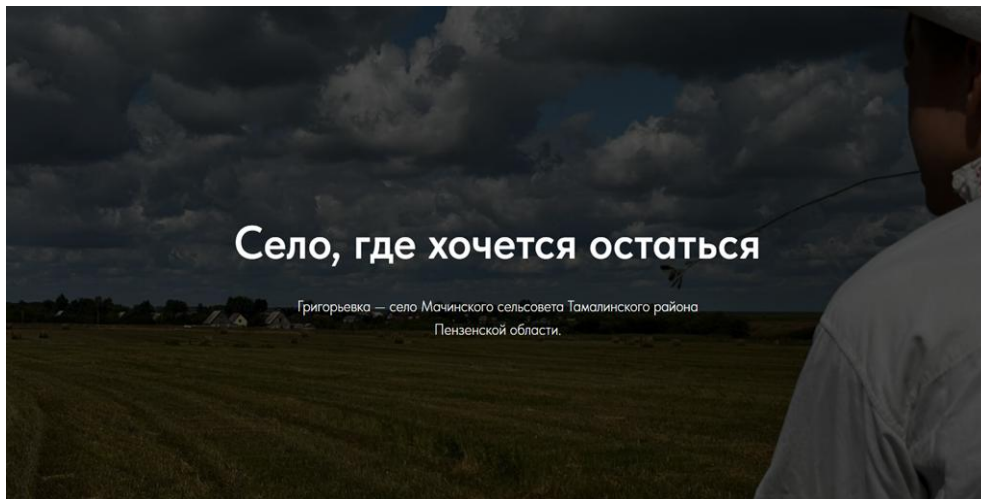 Село, где хочется остаться
Григорьевка — село Мачинского сельсовета Тамалинского района
Пензенской области.